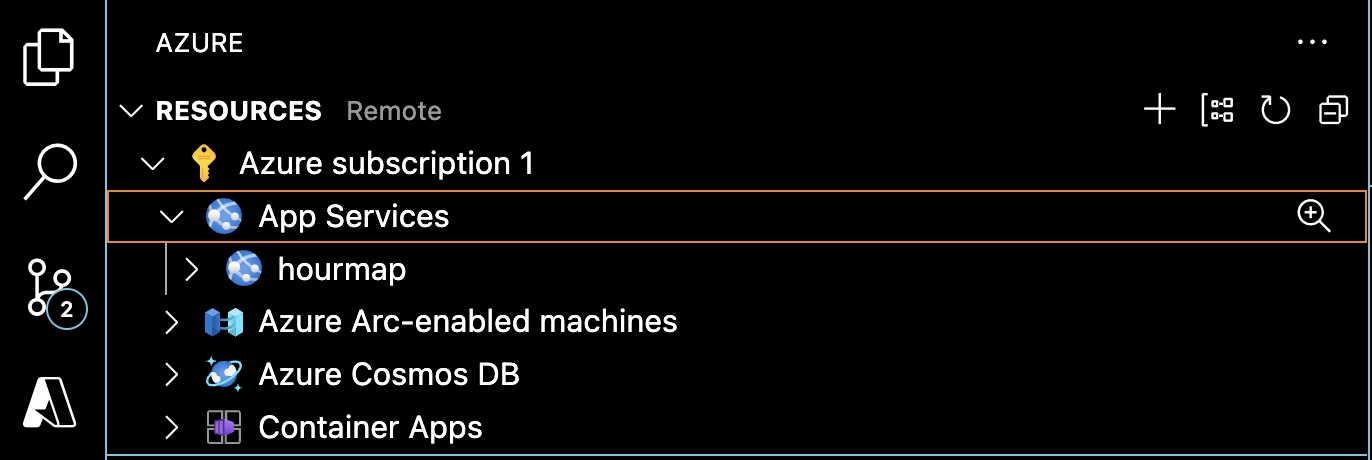 AZURE
RESOURCES Remote
Azure subscription 1
App Services
hourmap
2
Azure Arc-enabled machines
Azure Cosmos DB
Container Apps